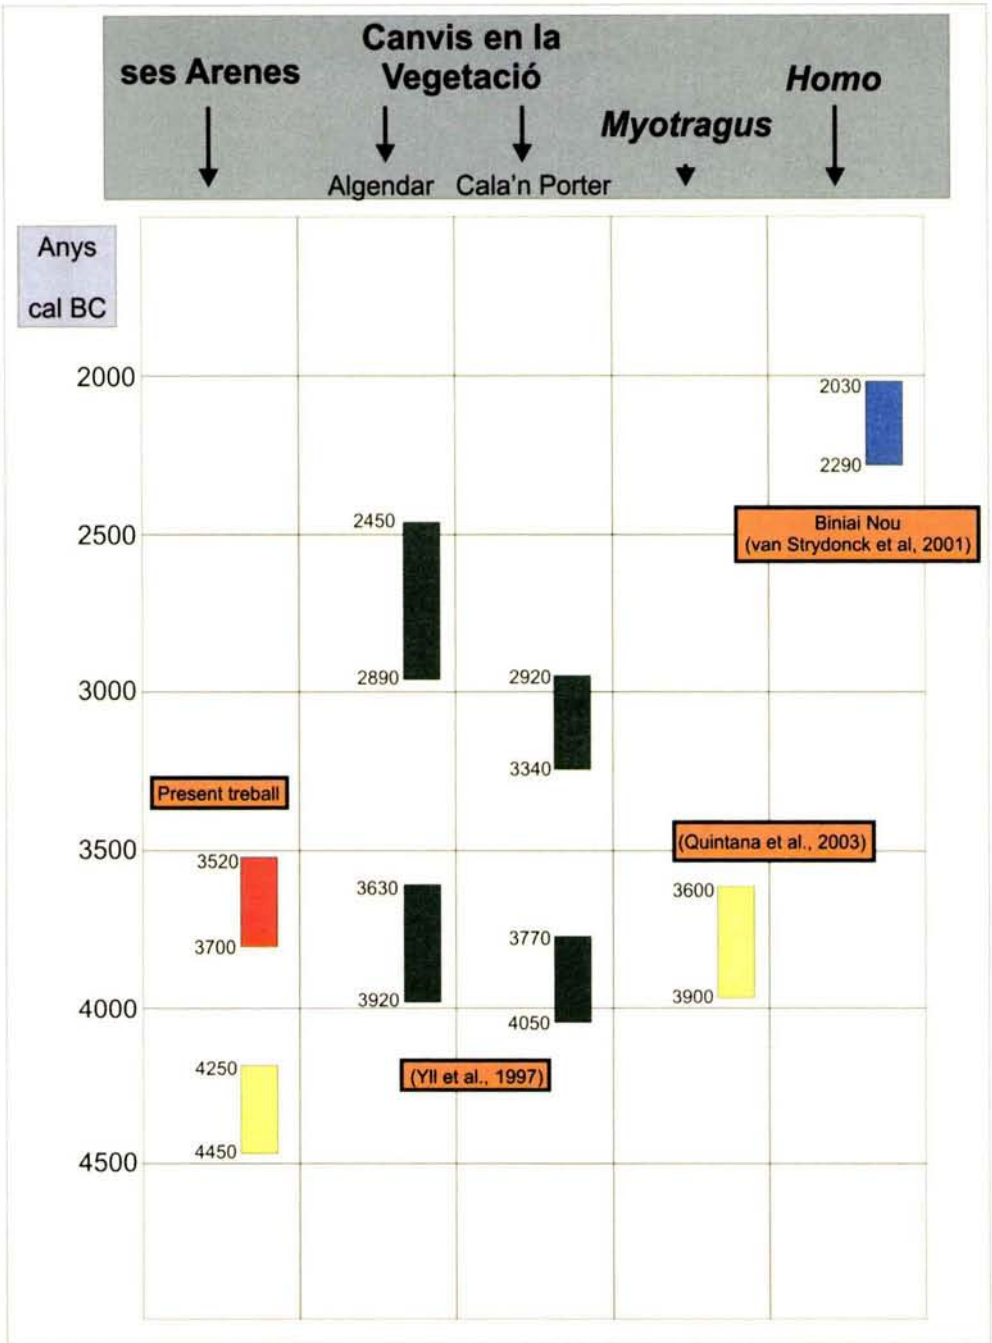 ses Arenes
Canvis en la
Vegetació
Myotragus
Homo
Algendar
Cala'n Porter
Anys
cal BC
2000
2030
2290
2450
2500
Biniai Nou
(van Strydonck et al, 2001)
2890
2920
3000
3340
Present treball
3500
(Quintana et al., 2003)
3520
3630
3600
3700
3770
3920
3900
4000
4050
4250
(Yll et al., 1997)
4450
4500